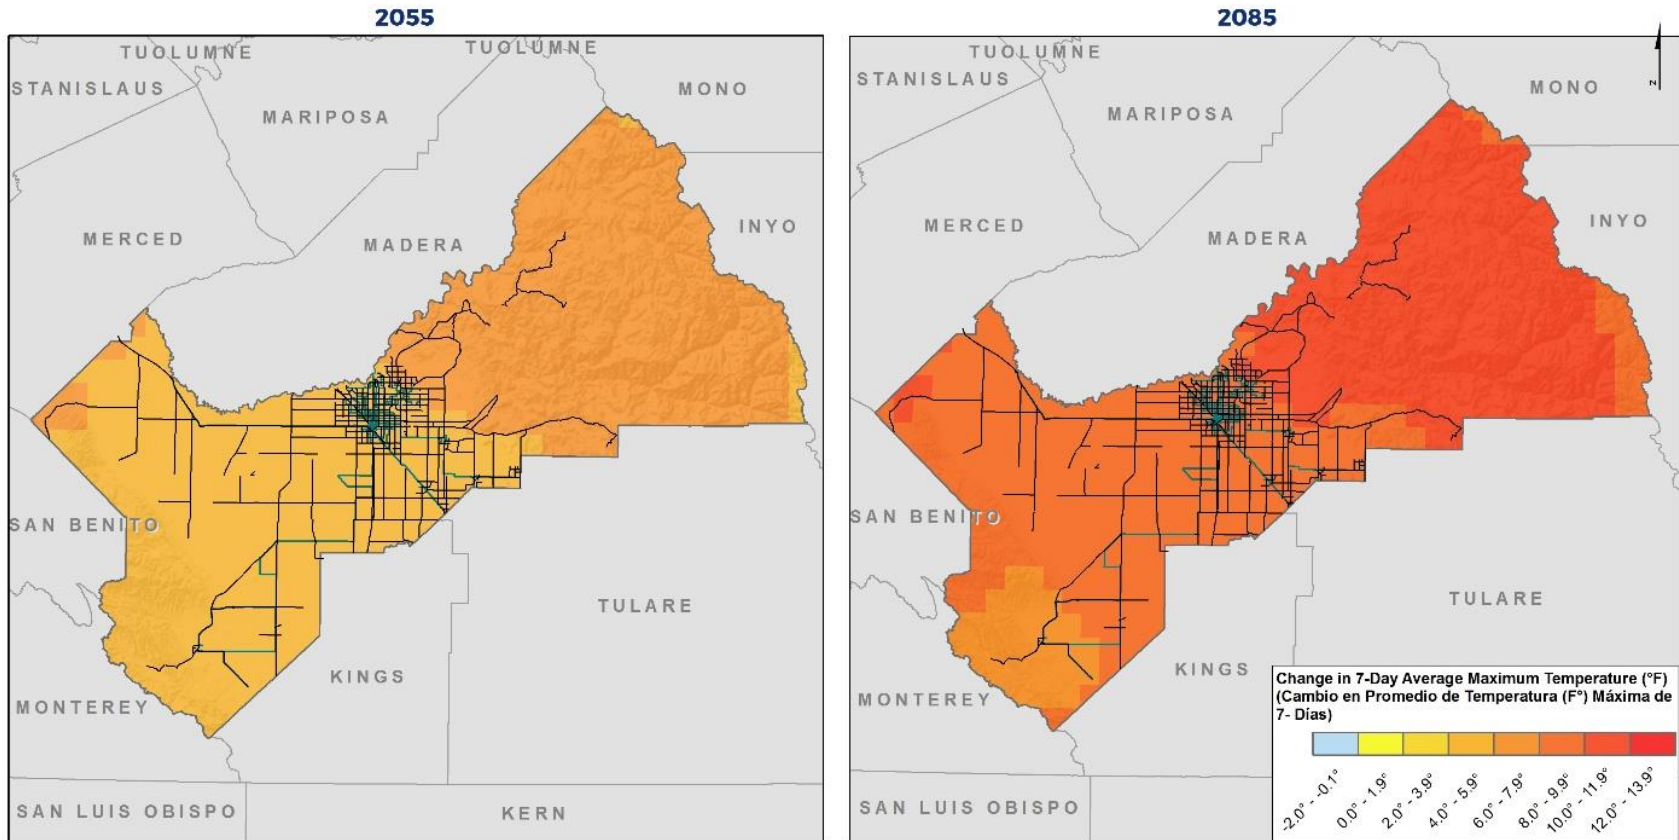 2055
2085
TUOLUMNE
TUOLUMNE
STANISLAUS
MONO
MARIPOSA
MERCED
MADERA
INYO
SAN BENITO
TULARE
KINGS
MONTEREY
SAN LUIS OBISPO
KERN
TUOLUMNE
STANISLAUS
MONO
MARIPOSA
MERCED
MADERA
INYO
SAN BENITO
TULARE
KINGS
MONTEREY
SAN LUIS OBISPO
N
Change in 7-Day Average Maximum Temperature (°F)
(Cambio en Promedio de Temperatura (F°) Máxima de
7- Días)
-2.0° - -0.1°
0.0° - 1.9°
2.0° - 3.9°
4.0° - 5.9°
6.0° - 7.9°
8.0° - 9.9°
10.0° - 11.9°
12.0° - 13.9°